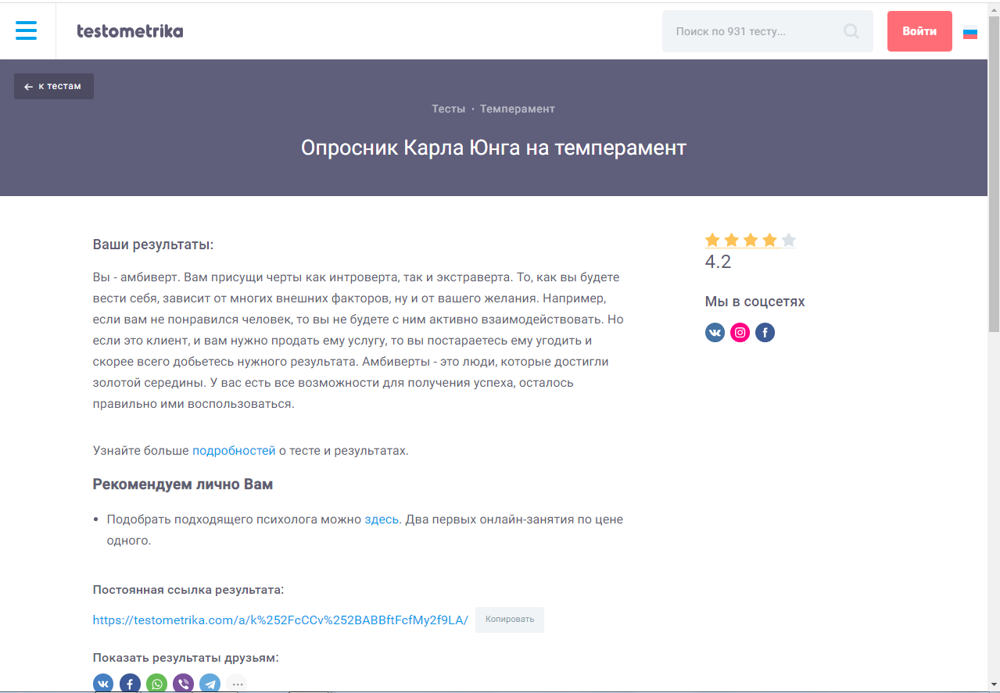 testometrika
Поиск по 931 тесту...
Войти
к тестам
Тесты · Темперамент
Опросник Карла Юнга на темперамент
Ваши результаты:
Вы - амбиверт. Вам присущи черты как интроверта, так и экстраверта. То, как вы будете
вести себя, зависит от многих внешних факторов, ну и от вашего желания. Например,
если вам не понравился человек, то вы не будете с ним активно взаимодействовать. Но
если это клиент, и вам нужно продать ему услугу, то вы постараетесь ему угодить и
скорее всего добьетесь нужного результата. Амбиверты - это люди, которые достигли
золотой середины. У вас есть все возможности для получения успеха, осталось
правильно ими воспользоваться.
Узнайте больше подробностей о тесте и результатах.
Рекомендуем лично Вам
• Подобрать подходящего психолога можно здесь. Два первых онлайн-занятия по цене
одного.
Постоянная ссылка результата:
https://testometrika.com/a/k%252FcCCv%252BABBftFcfMy2f9LA/
Копировать
Показать результаты друзьям:
4.2
Мы в соцсетях